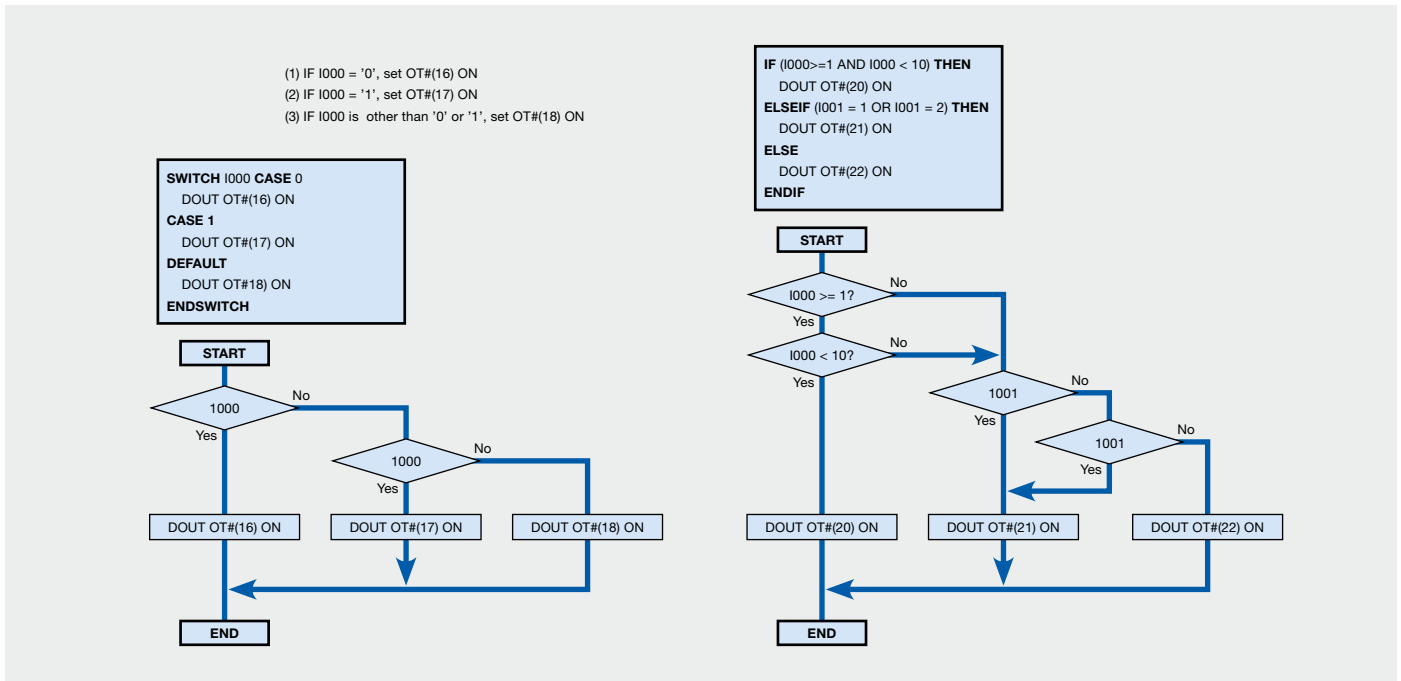 (1) IF I000 = ’0’, set OT#(16) ON
(2) IF I000 = ’1’, set OT#(17) ON
(3) IF I000 is  other than ’0’ or ’1’, set OT#(18) ON
SWITCH I000 CASE 0
DOUT OT#(16) ON
CASE 1
DOUT OT#(17) ON
DEFAULT
DOUT OT#18) ON
ENDSWITCH
START
1000
No
Yes
1000
No
Yes
DOUT OT#(16) ON
DOUT OT#(17) ON
DOUT OT#(18) ON
END
IF (I000>=1 AND I000 < 10) THEN
DOUT OT#(20) ON
ELSEIF (I001 = 1 OR I001 = 2) THEN
DOUT OT#(21) ON
ELSE
DOUT OT#(22) ON
ENDIF
START
I000 >= 1?
No
Yes
I000 < 10?
No
Yes
1001
No
Yes
1001
No
Yes
DOUT OT#(20) ON
DOUT OT#(21) ON
DOUT OT#(22) ON
END